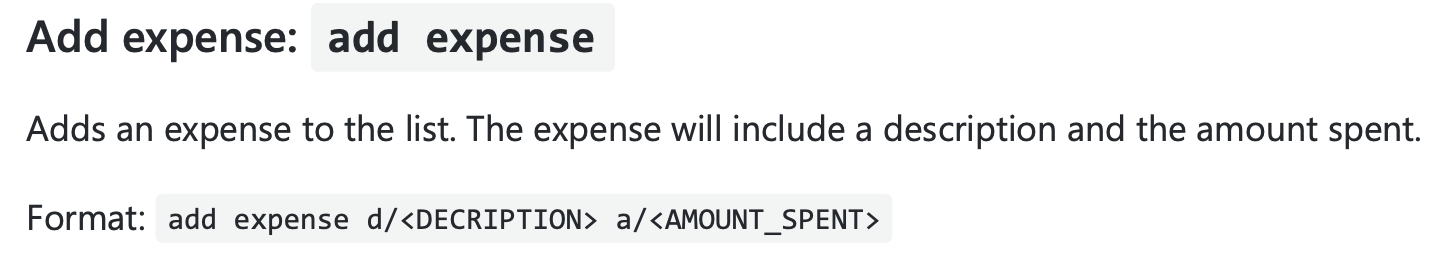 Add expense: add expense
Adds an expense to the list. The expense will include a description and the amount spent.
Format: add expense d/<DECRIPTION> a/<AMOUNT_SPENT>